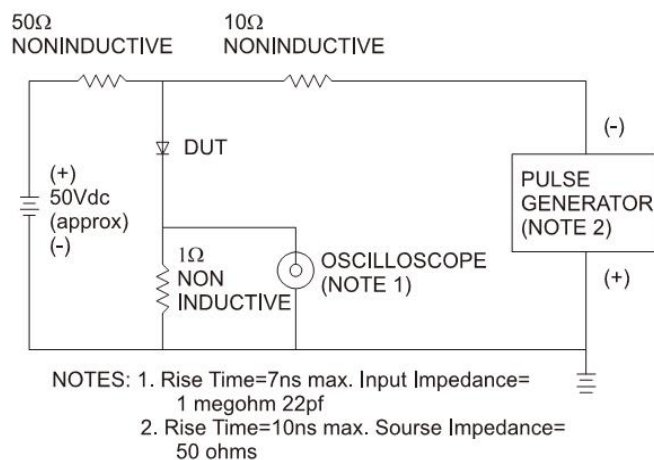 50Ω
NONINDUCTIVE
10Ω
NONINDUCTIVE
DUT
(+)
50Vdc
(approx)
(-)
1Ω
NON
INDUCTIVE
OSCILLOSCOPE
(NOTE 1)
(-)
PULSE
GENERATOR
(NOTE 2)
(+)
NOTES: 1. Rise Time=7ns max. Input Impedance=
1 megohm 22pf
2. Rise Time=10ns max. Sourse Impedance=
50 ohms